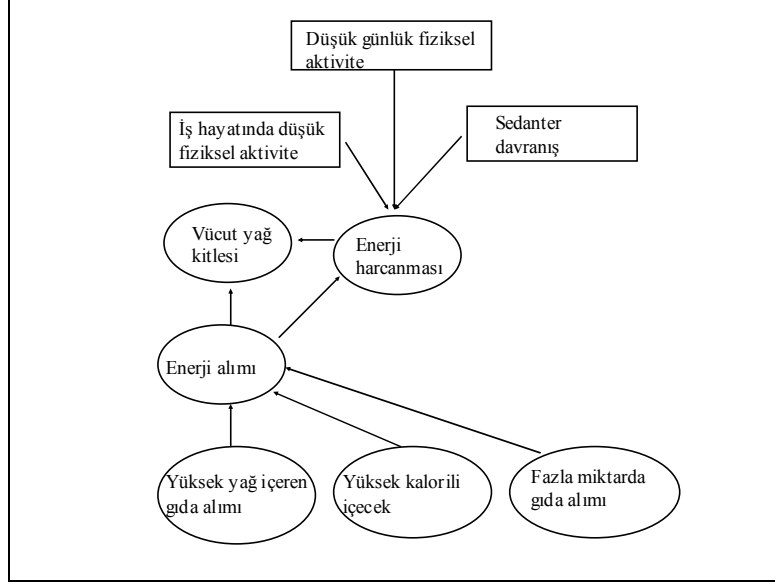 Düşük günlük fiziksel
aktivite
İş hayatında düşük
fiziksel aktivite
Sedanter
davranış
Vücut yağ
kitlesi
Enerji
harcanması
Enerji alımı
Yüksek yağ içeren
gıda alımı
Yüksek kalorili
içecek
Fazla miktarda
gıda alımı